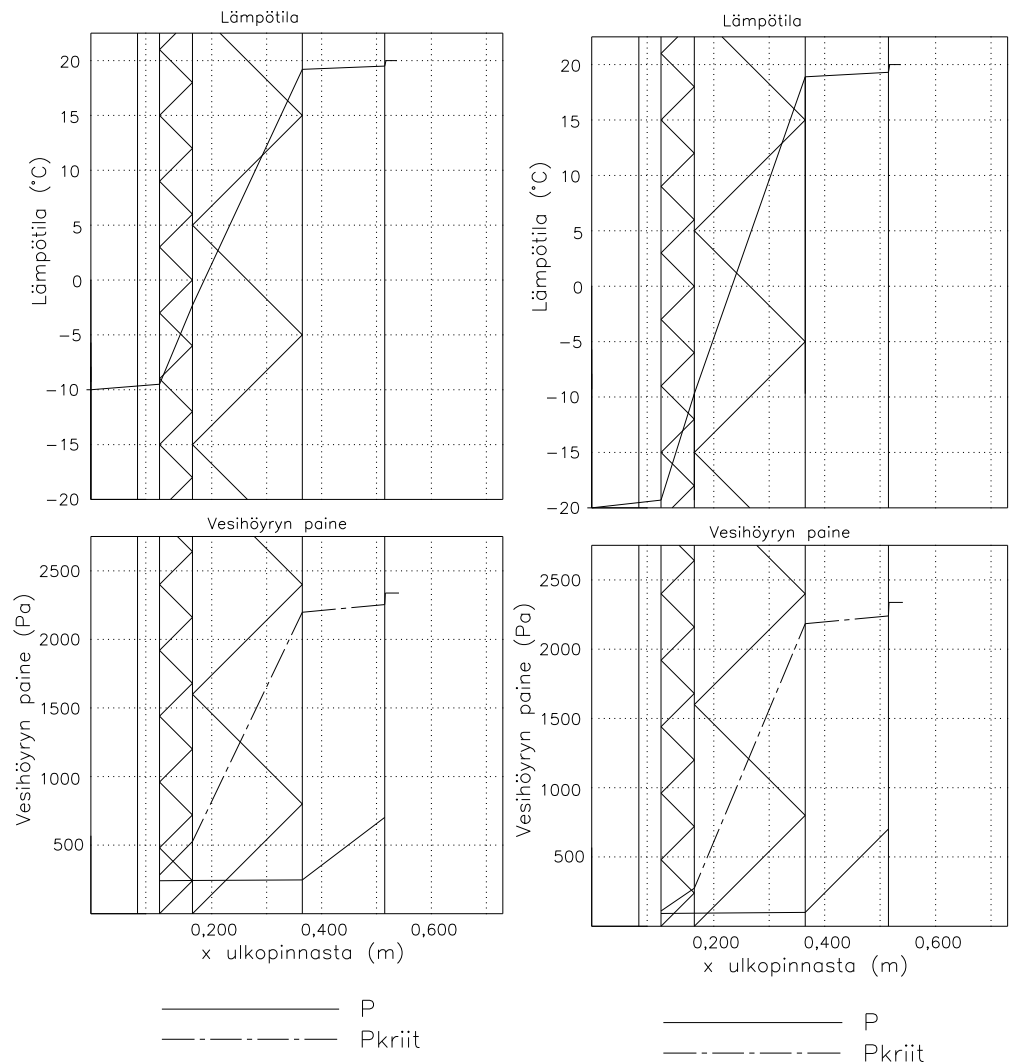 Lämpötila
20
15
10
5
0
-5
-10
-15
-20
Lämpötila (°C)
Vesihöyryn paine
2500
2000
1500
1000
500
Vesihöyryn paine (Pa)
0,200 0,400 0,600
x ulkopinnasta (m)
P
Pkriit
Lämpötila
20
15
10
5
0
-5
-10
-15
-20
Lämpötila (°C)
Vesihöyryn paine
2500
2000
1500
1000
500
Vesihöyryn paine (Pa)
0,200 0,400 0,600
x ulkopinnasta (m)
P
Pkriit